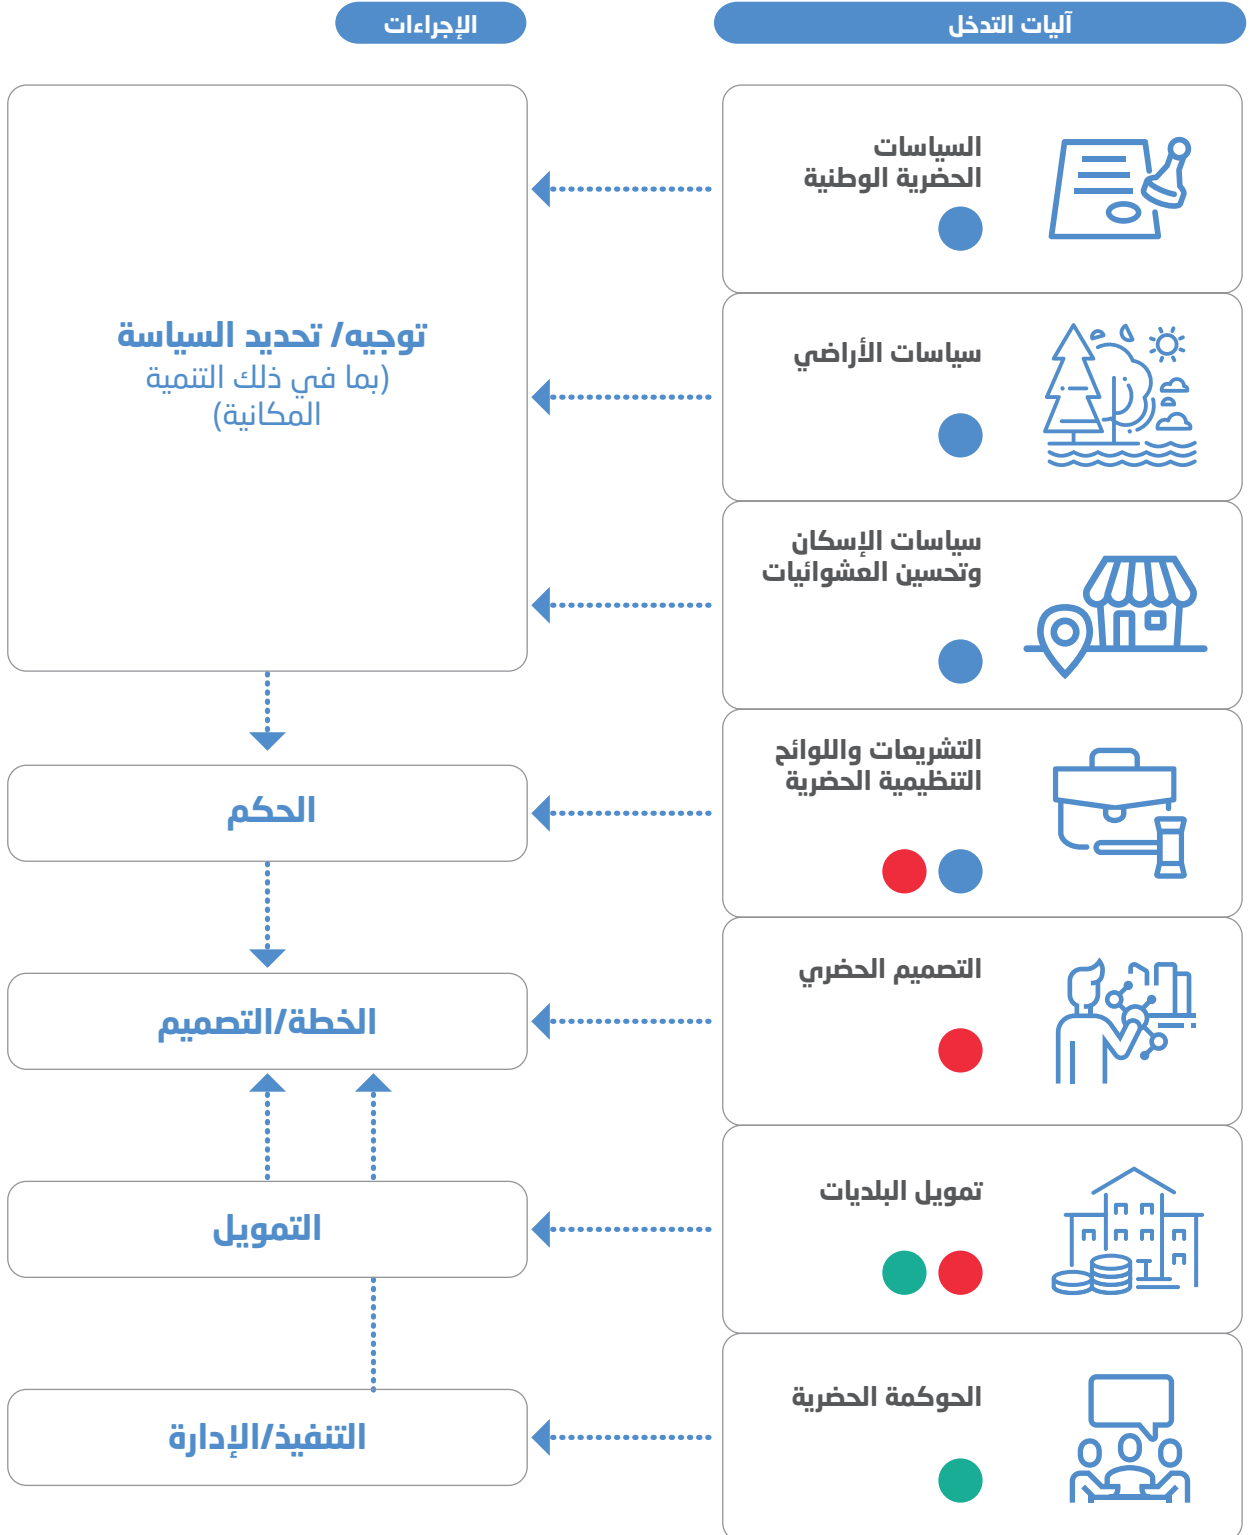 آليات التدخل
الإجراءات
السياسات
الحضرية الوطنية
سياسات الأراضي
سياسات الإسكان
وتحسين العشوائيات
توجيه/ تحديد السياسة
(بما في ذلك التنمية
المكانية)
التشريعات واللوائح
التنظيمية الحضرية
الحكم
التصميم الحضري
الخطة/التصميم
تمويل البلديات
التمويل
الحوكمة الحضرية
التنفيذ/الإدارة